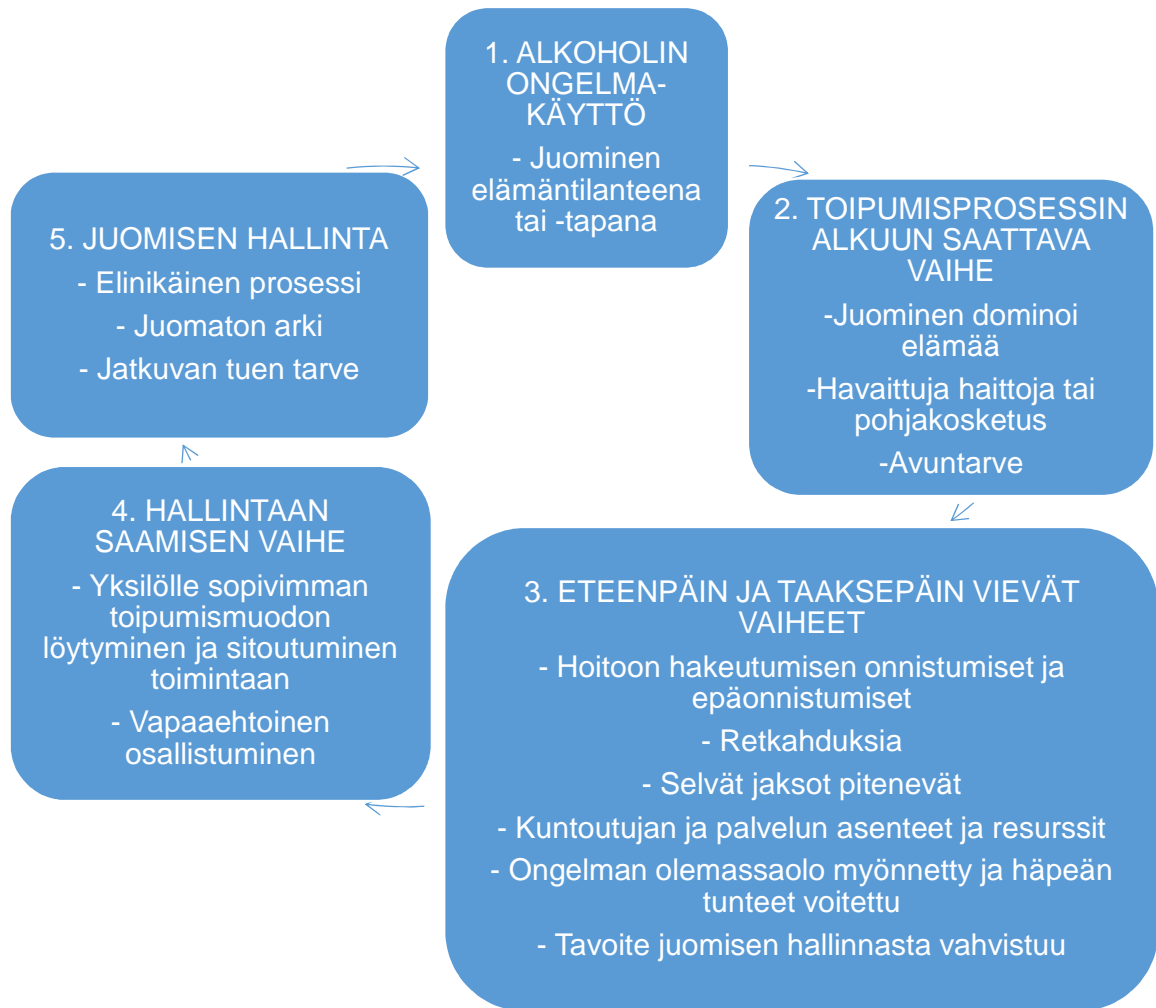 1. ALKOHOLIN
ONGELMA-
KÄYTTÖ
- Juominen
elämäntilanteena
tai -tapana
2. TOIPUMISPROSESSIN
ALKUUN SAATTAVA
VAIHE
-Juominen dominoi
elämää
-Havaittuja haittoja tai
pohjakosketus
-Avuntarve
3. ETEENPÄIN JA TAAKSEPÄIN VIEVÄT
VAIHEET
- Hoitoon hakeutumisen onnistumiset ja
epäonnistumiset
- Retkahduksia
- Selvät jaksot pitenevät
- Kuntoutujan ja palvelun asenteet ja resurssit
- Ongelman olemassaolo myönnetty ja häpeän
tunteet voitettu
- Tavoite juomisen hallinnasta vahvistuu
4. HALLINTAAN
SAAMISEN VAIHE
- Yksilölle sopivimman
toipumismuodon
löytyminen ja sitoutuminen
toimintaan
- Vapaaehtoinen
osallistuminen
5. JUOMISEN HALLINTA
- Elinikäinen prosessi
- Juomaton arki
- Jatkuvan tuen tarve